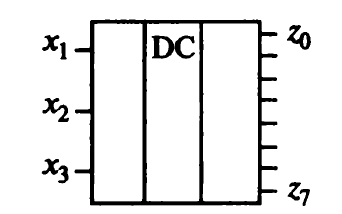 x₁ DC z₀
x₂
x₃ z₇